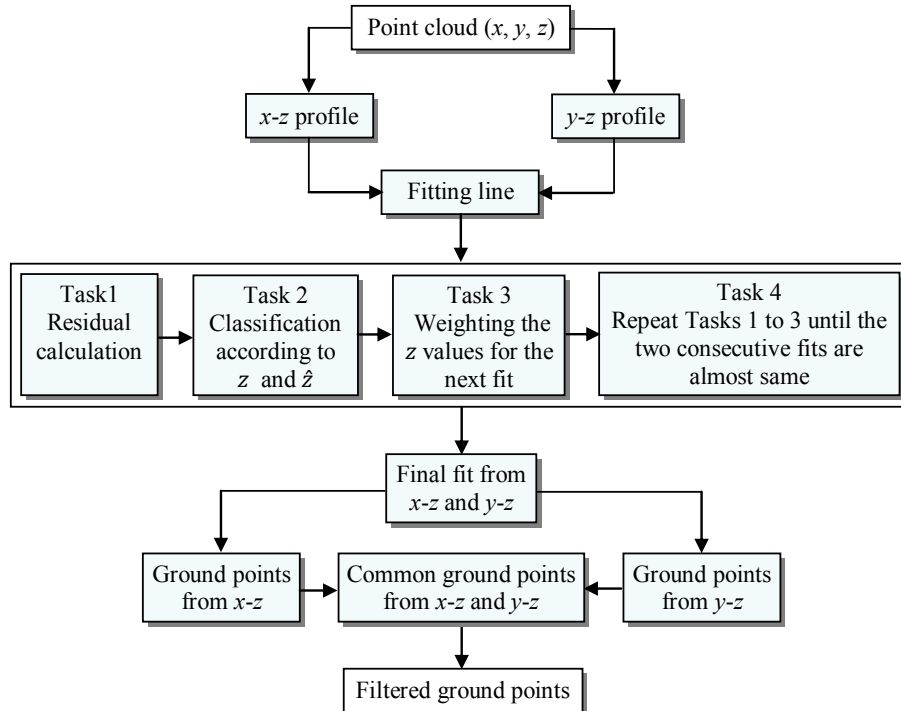 Point cloud (x, y, z)
x-z profile
y-z profile
Fitting line
Task1
Residual
calculation
Task 2
Classification
according to
z and ẑ
Task 3
Weighting the
z values for the
next fit
Task 4
Repeat Tasks 1 to 3 until the
two consecutive fits are
almost same
Final fit from
x-z and y-z
Ground points
from x-z
Common ground points
from x-z and y-z
Ground points
from y-z
Filtered ground points